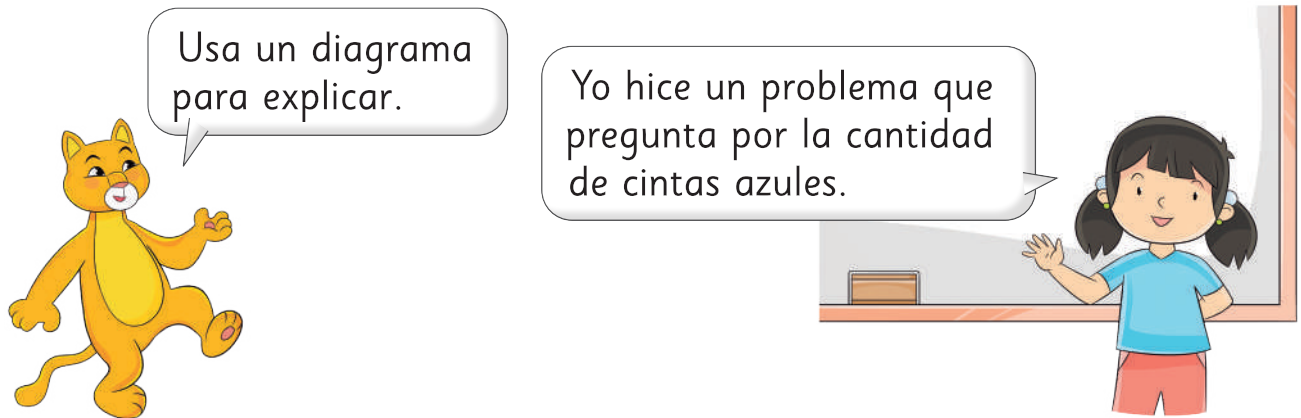 Usa un diagrama
para explicar.
Yo hice un problema que
pregunta por la cantidad
de cintas azules.